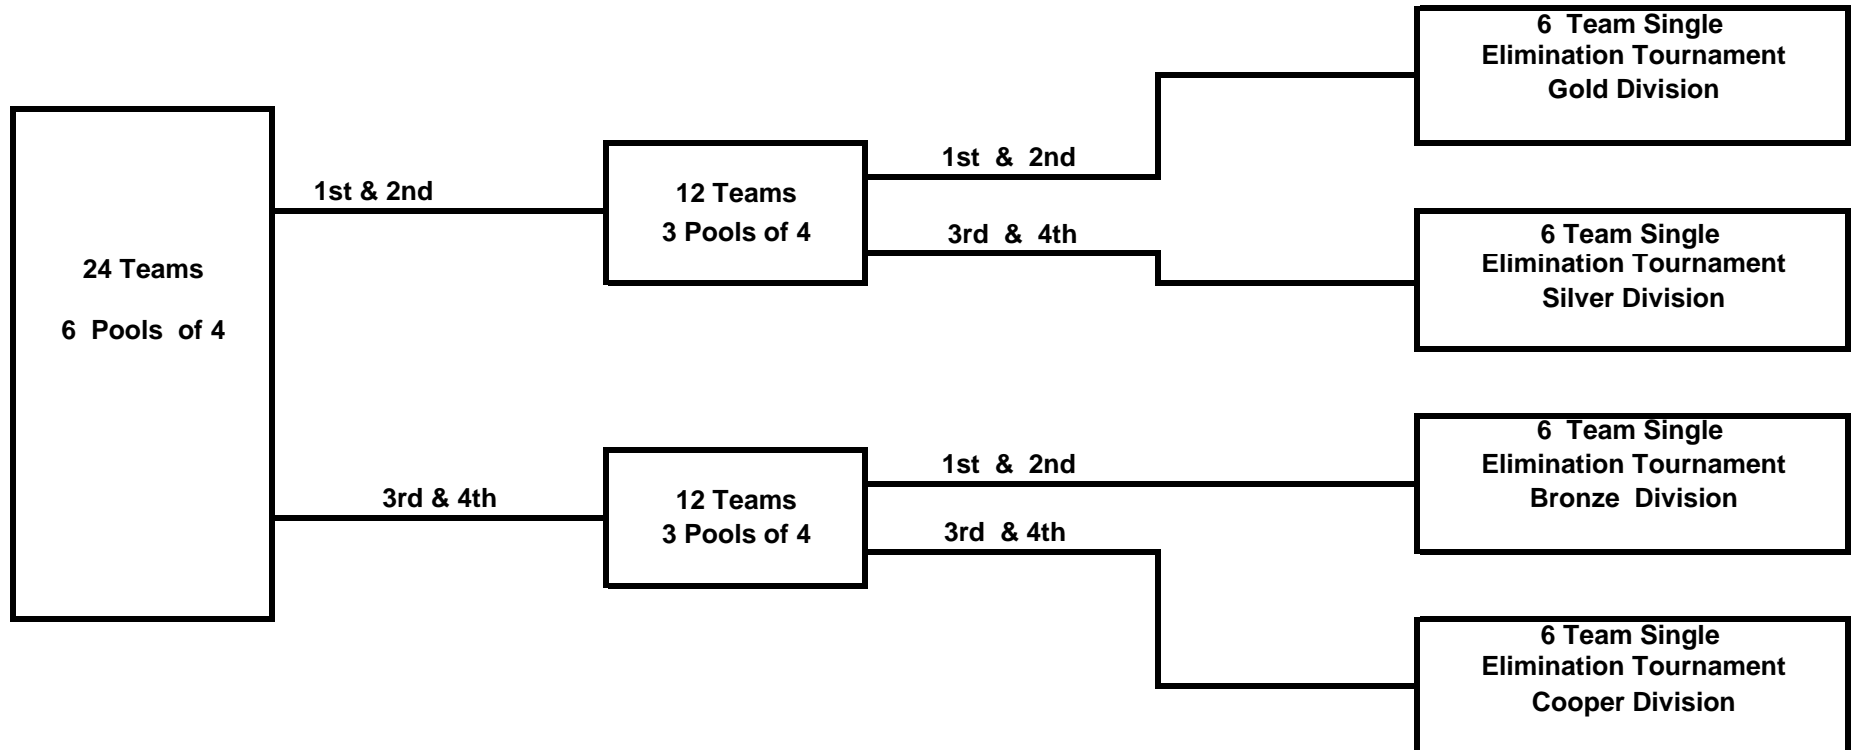 24 Teams
6 Pools of 4
1st & 2nd
3rd & 4th
12 Teams
3 Pools of 4
12 Teams
3 Pools of 4
1st & 2nd
3rd & 4th
1st & 2nd
3rd & 4th
6 Team Single
Elimination Tournament
Gold Division
6 Team Single
Elimination Tournament
Silver Division
6 Team Single
Elimination Tournament
Bronze Division
6 Team Single
Elimination Tournament
Cooper Division